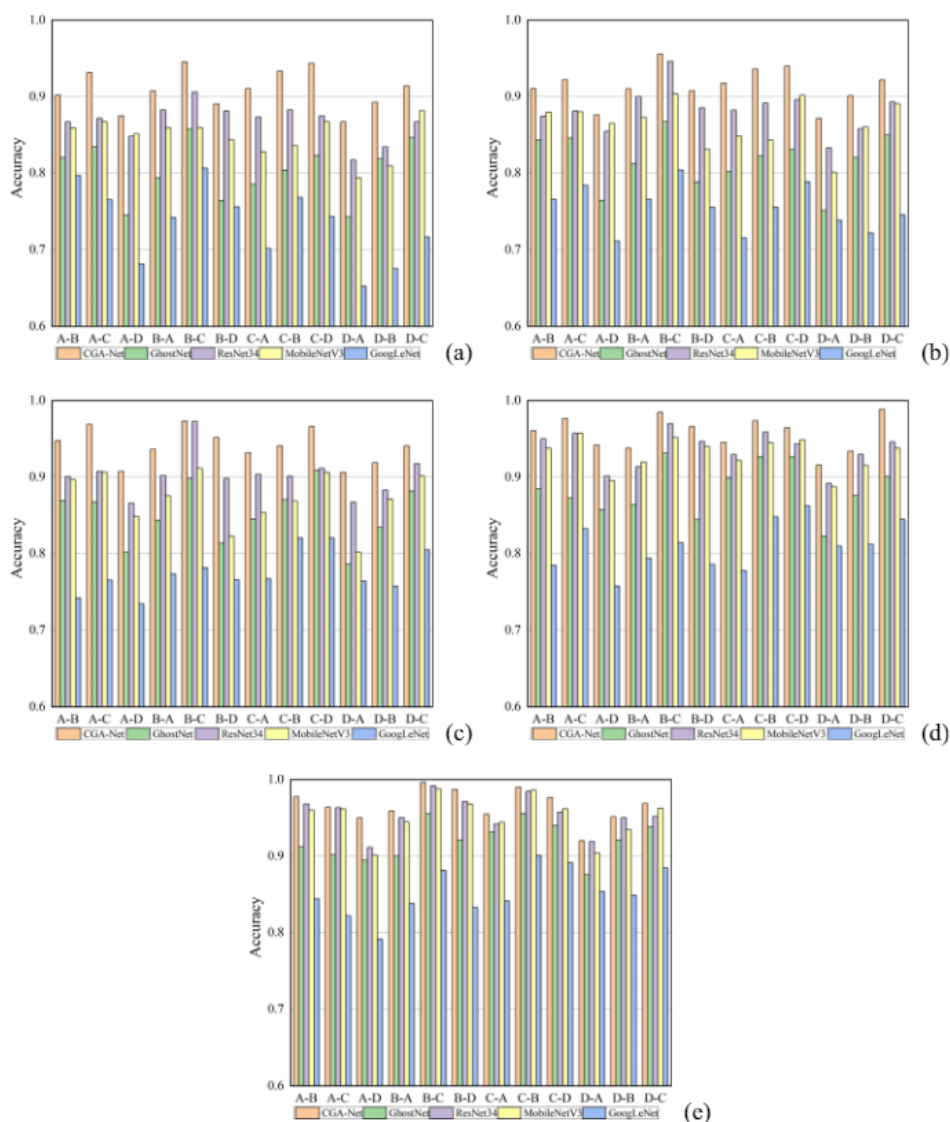 1.0
0.9
0.8
0.7
0.6
Accuracy
A-B A-C A-D B-A B-C B-D C-A C-B C-D D-A D-B D-C
CGA-Net GhostNet ResNet34 MobileNetV3 GoogLeNet
(a)
1.0
0.9
0.8
0.7
0.6
Accuracy
A-B A-C A-D B-A B-C B-D C-A C-B C-D D-A D-B D-C
CGA-Net GhostNet ResNet34 MobileNetV3 GoogLeNet
(b)
1.0
0.9
0.8
0.7
0.6
Accuracy
A-B A-C A-D B-A B-C B-D C-A C-B C-D D-A D-B D-C
CGA-Net GhostNet ResNet34 MobileNetV3 GoogLeNet
(c)
1.0
0.9
0.8
0.7
0.6
Accuracy
A-B A-C A-D B-A B-C B-D C-A C-B C-D D-A D-B D-C
CGA-Net GhostNet ResNet34 MobileNetV3 GoogLeNet
(d)
1.0
0.9
0.8
0.7
0.6
Accuracy
A-B A-C A-D B-A B-C B-D C-A C-B C-D D-A D-B D-C
CGA-Net GhostNet ResNet34 MobileNetV3 GoogLeNet
(e)